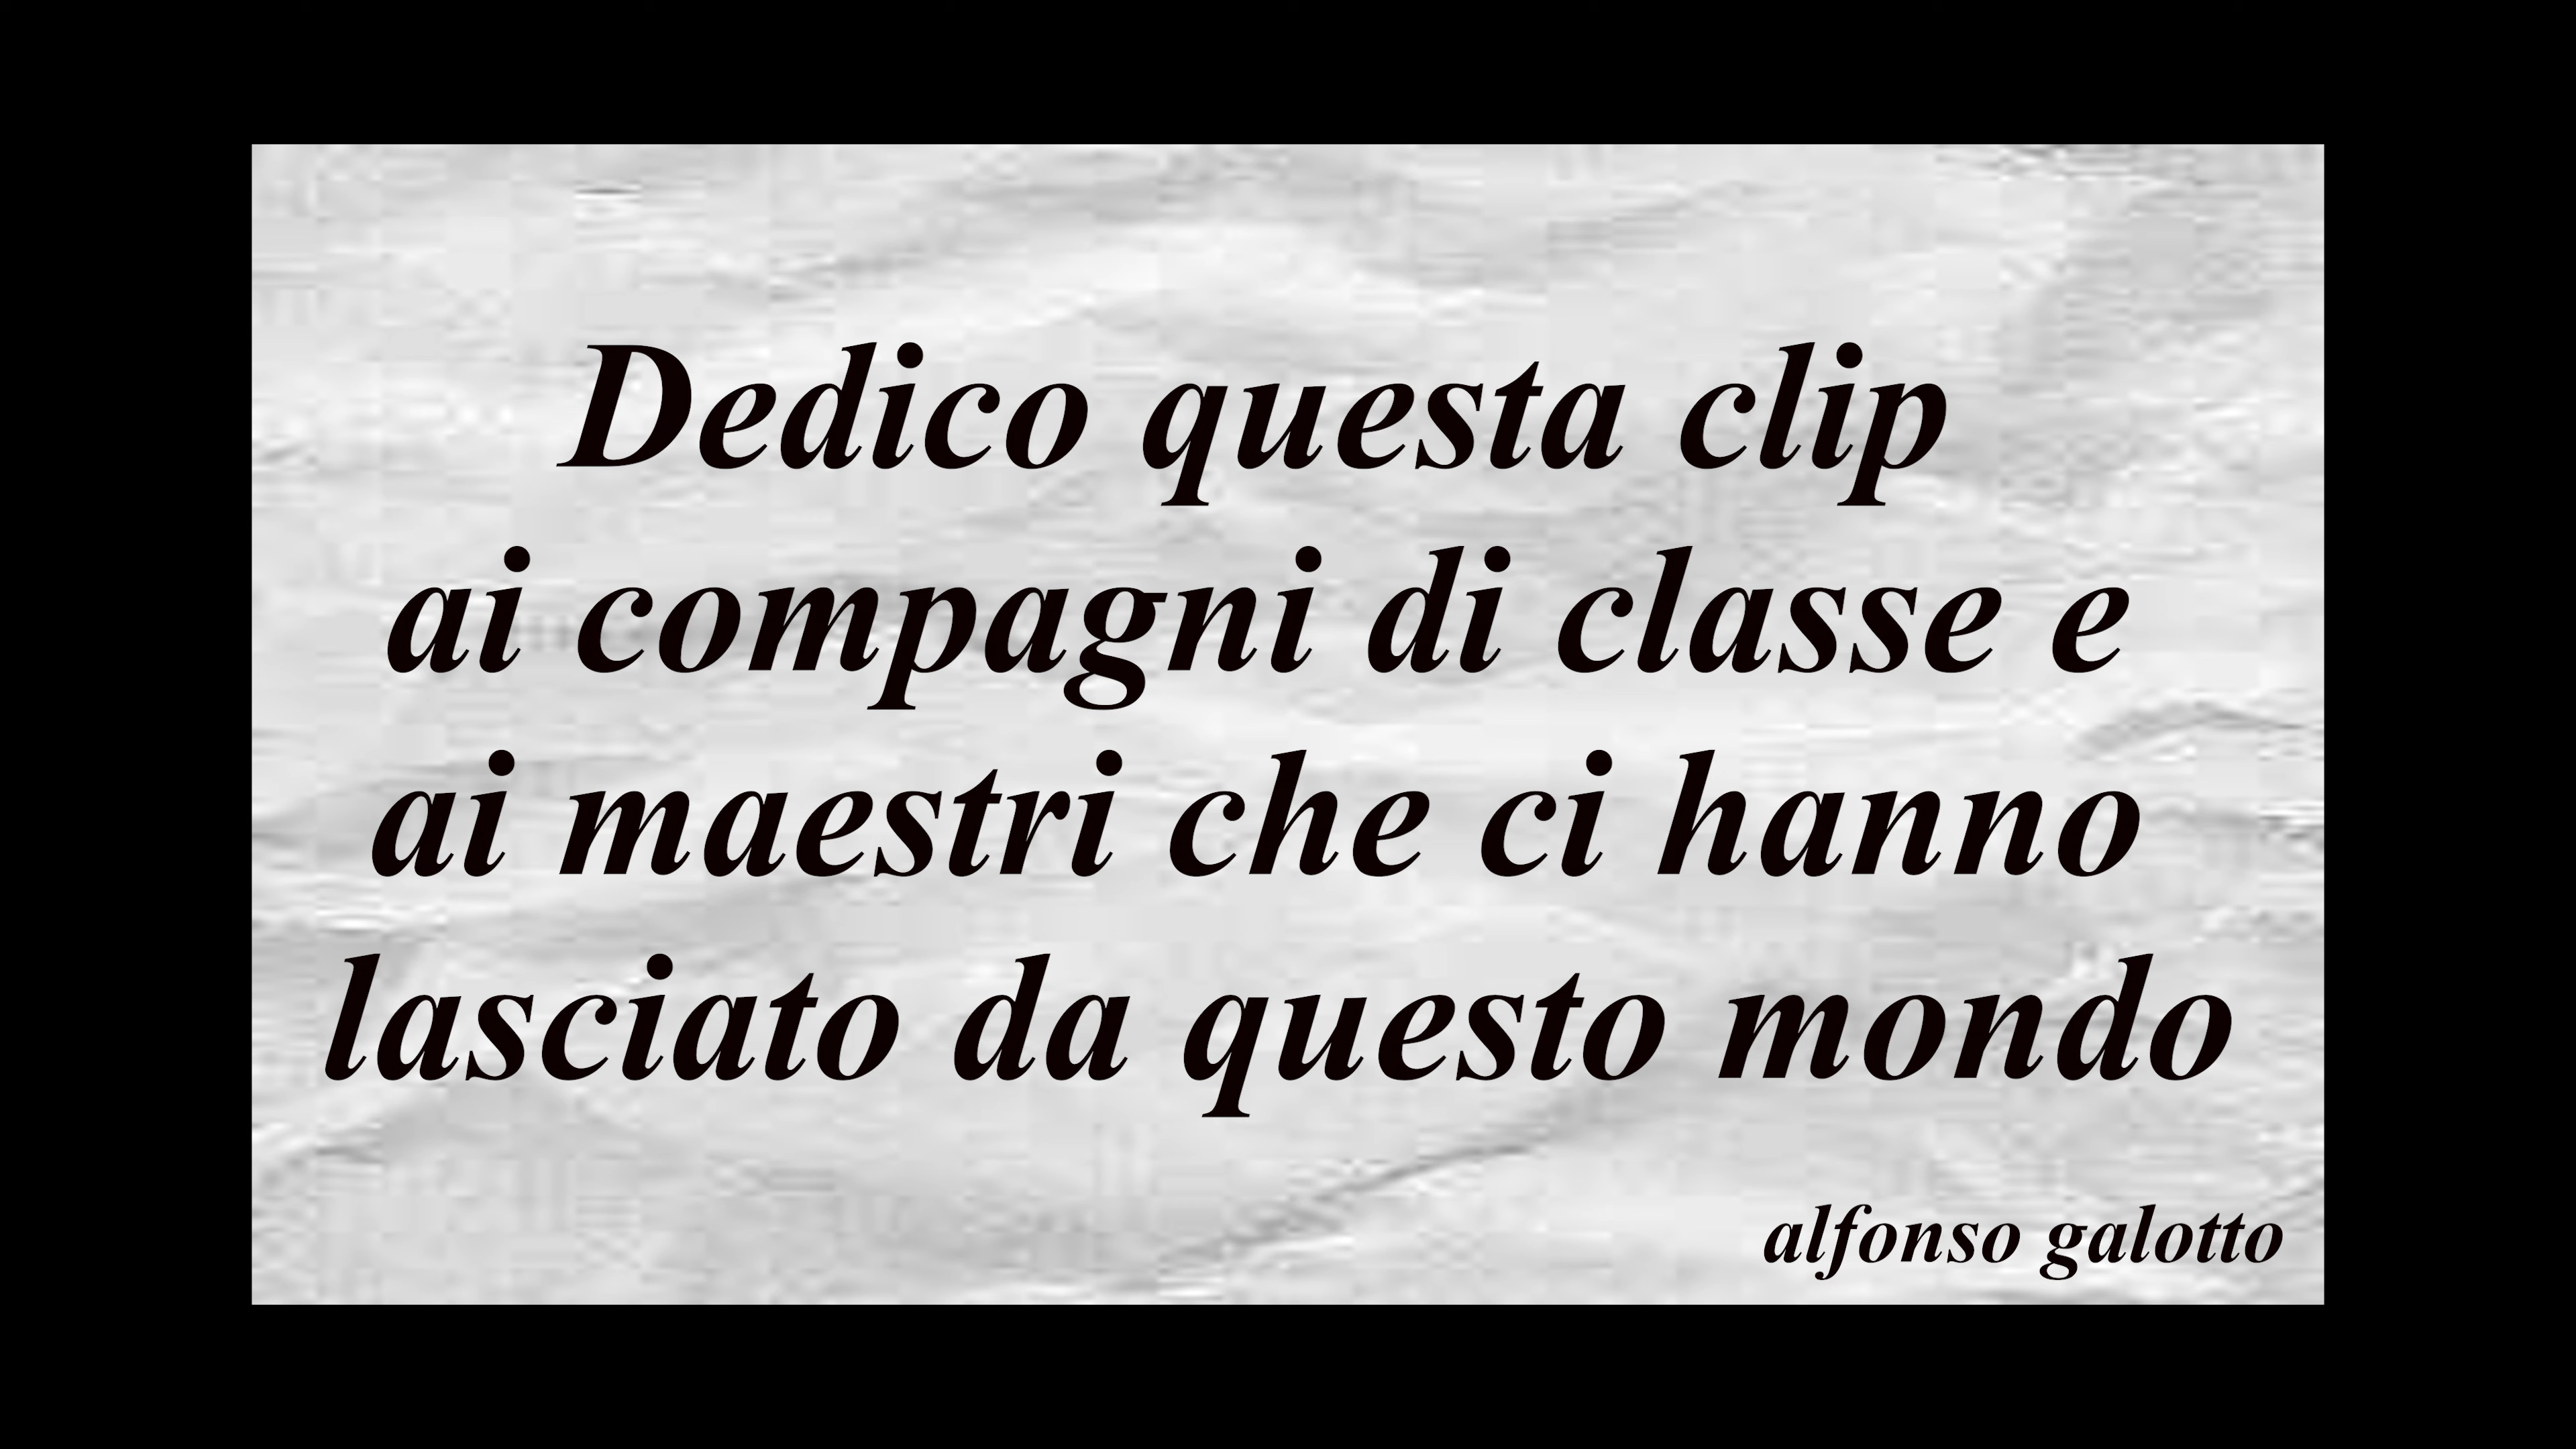 Dedico questa clip
ai compagni di classe e
ai maestri che ci hanno
lasciato da questo mondo
alfonso galotto